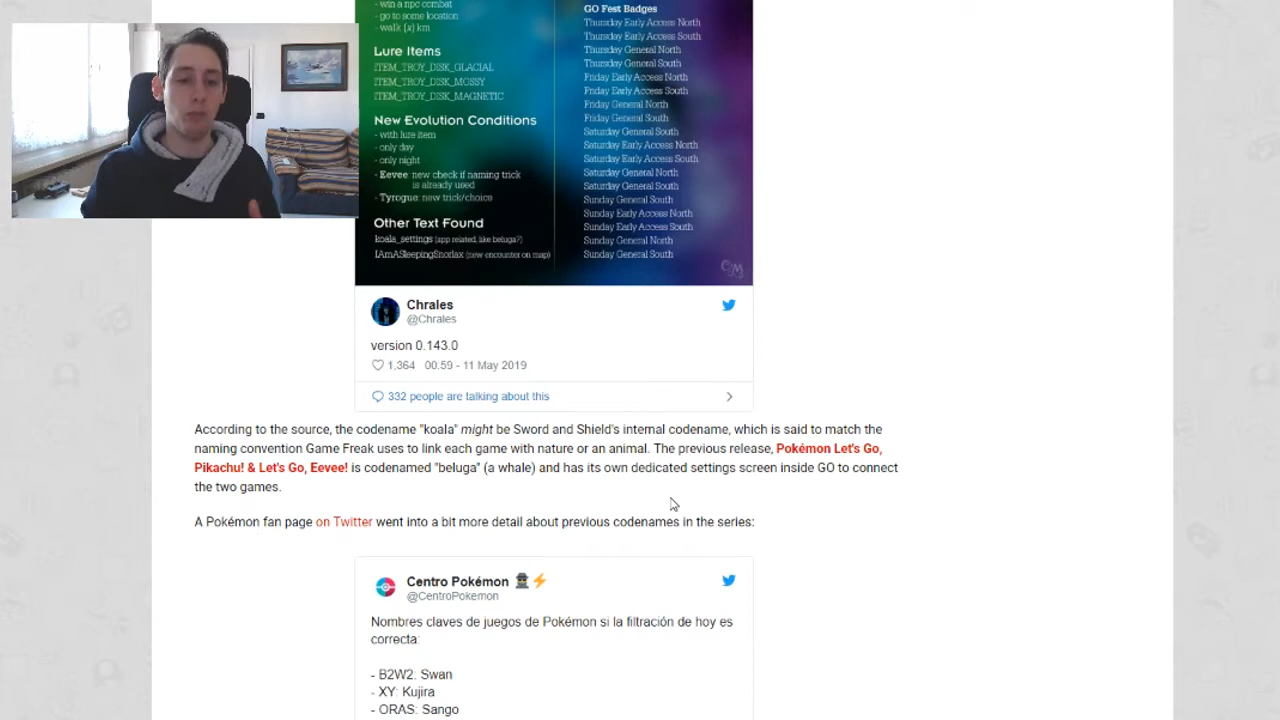 - win a npc combat
- go to some location
- walk [x] km
Lure Items
ITEM_TROY_DISK_GLACIAL
ITEM_TROY_DISK_MOSSY
ITEM_TROY_DISK_MAGNETIC
New Evolution Conditions
- with lure item
- only day
- only night
- Eevee: new check if naming trick
is already used
- Tyrogue: new trick/choice
Other Text Found
koala_settings (app related, like beluga?)
IAmASleepingSnorlax (new encounter on map)
GO Fest Badges
Thursday Early Access North
Thursday Early Access South
Thursday General North
Thursday General South
Friday Early Access North
Friday Early Access South
Friday General North
Friday General South
Saturday General South
Saturday Early Access North
Saturday Early Access South
Saturday General North
Saturday General South
Sunday General South
Sunday Early Access North
Sunday Early Access South
Sunday General North
Sunday General South
Chrales
@Chrales
version 0.143.0
1,364 00:59 - 11 May 2019
332 people are talking about this
According to the source, the codename "koala" might be Sword and Shield's internal codename, which is said to match the
naming convention Game Freak uses to link each game with nature or an animal. The previous release, Pokémon Let's Go,
Pikachu! & Let's Go, Eevee! is codenamed "beluga" (a whale) and has its own dedicated settings screen inside GO to connect
the two games.
A Pokémon fan page on Twitter went into a bit more detail about previous codenames in the series:
Centro Pokémon
@CentroPokemon
Nombres claves de juegos de Pokémon si la filtración de hoy es
correcta:
- B2W2: Swan
- XY: Kujira
- ORAS: Sango